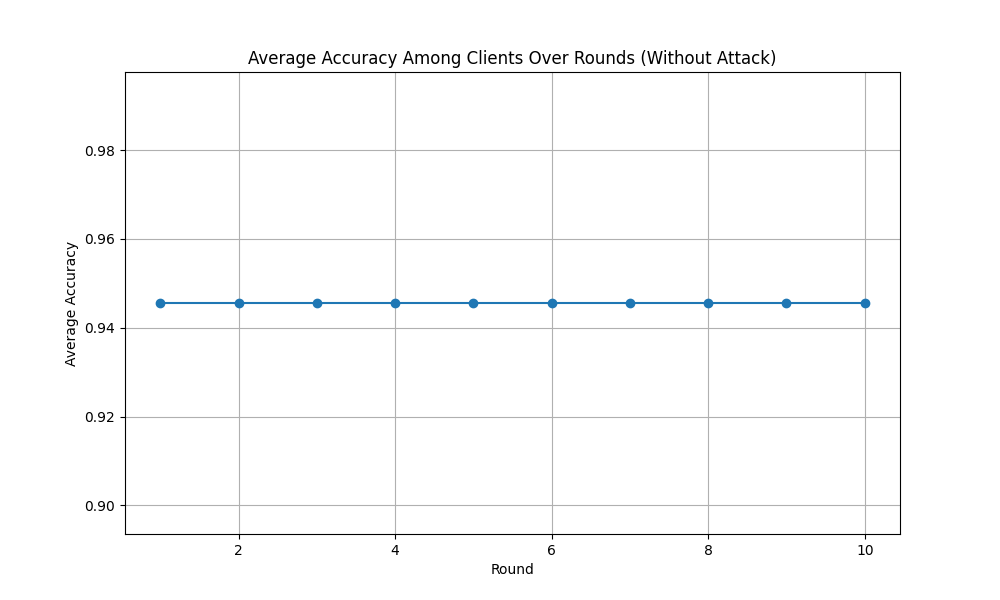 Average Accuracy Among Clients Over Rounds (Without Attack)
Average Accuracy
0.98
0.96
0.94
0.92
0.90
2 4 6 8 10
Round